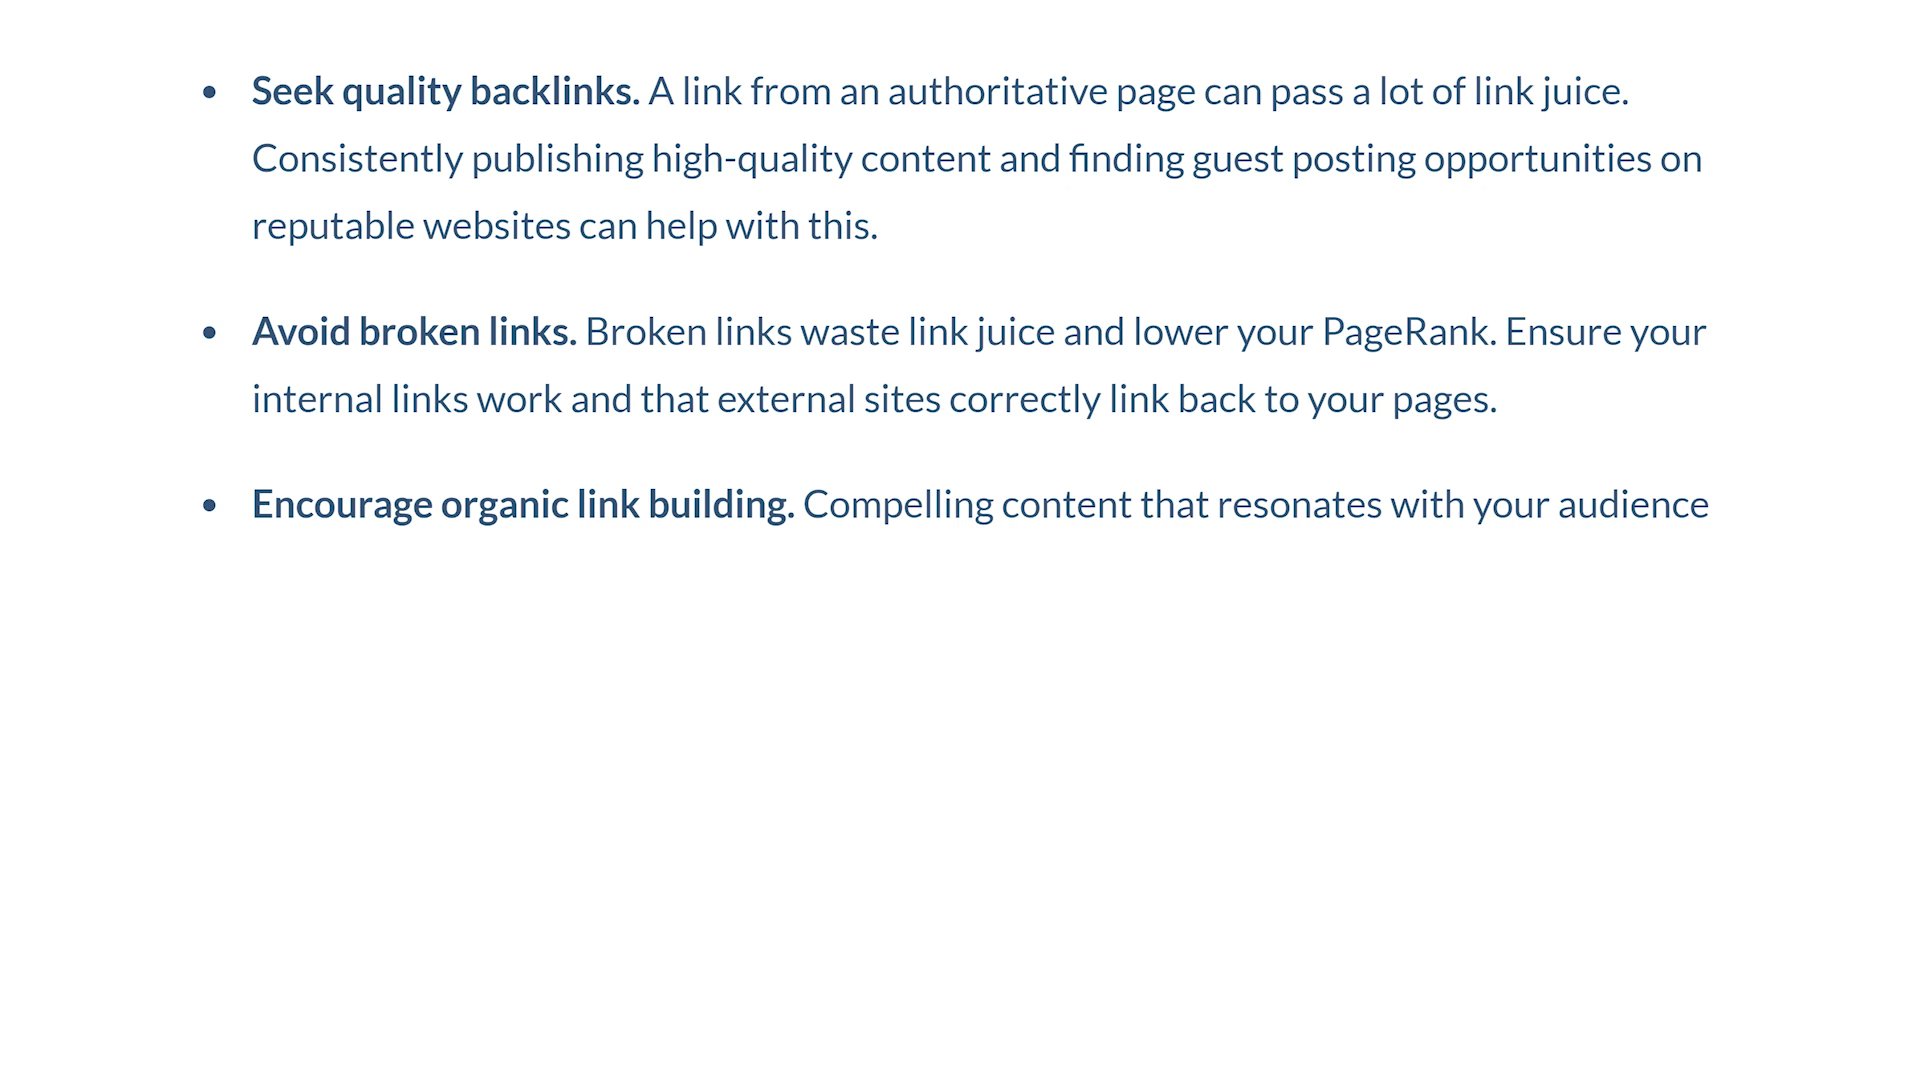 • Seek quality backlinks. A link from an authoritative page can pass a lot of link juice.
Consistently publishing high-quality content and finding guest posting opportunities on
reputable websites can help with this.
• Avoid broken links. Broken links waste link juice and lower your PageRank. Ensure your
internal links work and that external sites correctly link back to your pages.
• Encourage organic link building. Compelling content that resonates with your audience